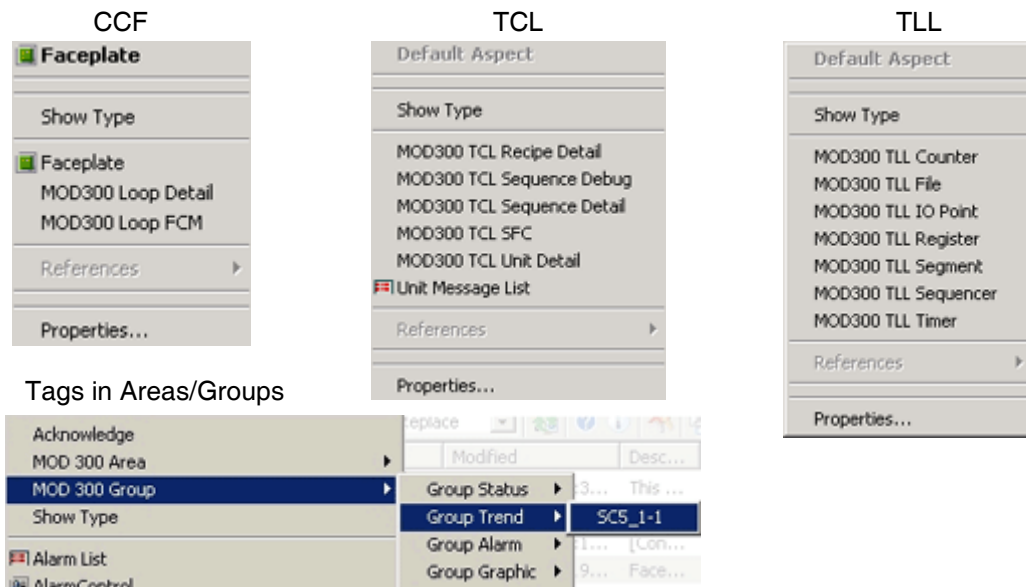 CCF
Faceplate
Show Type
Faceplate
MOD300 Loop Detail
MOD300 Loop FCM
References
Properties...
TCL
Default Aspect
Show Type
MOD300 TCL Recipe Detail
MOD300 TCL Sequence Debug
MOD300 TCL Sequence Detail
MOD300 TCL SFC
MOD300 TCL Unit Detail
Unit Message List
References
Properties...
TLL
Default Aspect
Show Type
MOD300 TLL Counter
MOD300 TLL File
MOD300 TLL IO Point
MOD300 TLL Register
MOD300 TLL Segment
MOD300 TLL Sequencer
MOD300 TLL Timer
References
Properties...
Tags in Areas/Groups
Acknowledge
MOD 300 Area
MOD 300 Group
Show Type
Alarm List
AlarmControl
Modified Desc...
Group Status
This ...
Group Trend
SC5_1-1
Group Alarm
[Con...
Group Graphic
Face...